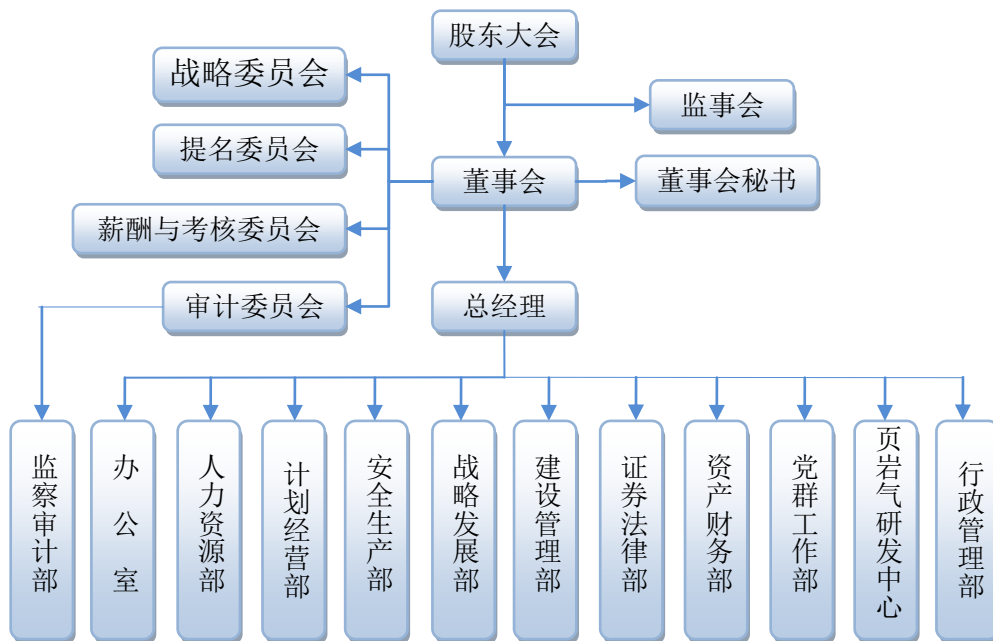 股东大会
战略委员会
监事会
提名委员会
董事会
董事会秘书
薪酬与考核委员会
审计委员会
总经理
监察审计部
办公室
人力资源部
计划经营部
安全生产部
战略发展部
建设管理部
证券法律部
资产财务部
党群工作部
页岩气研发中心
行政管理部